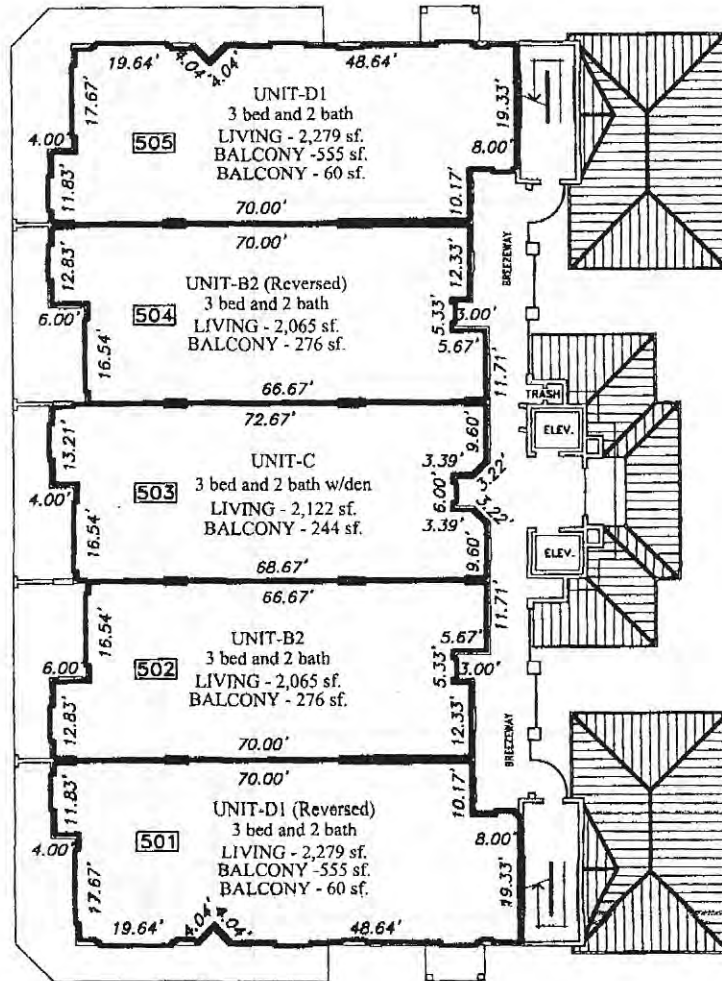 19.64'
4.04'
4.04'
48.64'
17.67'
19.33'
UNIT-D1
3 bed and 2 bath
LIVING - 2,279 sf.
BALCONY -555 sf.
BALCONY - 60 sf.
505
4.00'
8.00'
11.83'
10.17'
70.00'
70.00'
12.83'
12.33'
BREEZEWAY
UNIT-B2 (Reversed)
3 bed and 2 bath
LIVING - 2,065 sf.
BALCONY - 276 sf.
504
6.00'
5.33'
3.00'
5.67'
16.54'
11.71'
66.67'
TRASH
72.67'
ELEV.
13.21'
9.60'
UNIT-C
3 bed and 2 bath w/den
LIVING - 2,122 sf.
BALCONY - 244 sf.
503
3.39'
3.22'
4.00'
6.00'
3.39'
16.54'
9.60'
ELEV.
68.67'
66.67'
11.71'
16.54'
UNIT-B2
3 bed and 2 bath
LIVING - 2,065 sf.
BALCONY - 276 sf.
502
5.67'
6.00'
5.33'
3.00'
12.83'
12.33'
BREEZEWAY
70.00'
70.00'
11.83'
10.17'
UNIT-D1 (Reversed)
3 bed and 2 bath
LIVING - 2,279 sf.
BALCONY -555 sf.
BALCONY - 60 sf.
501
4.00'
8.00'
17.67'
19.33'
19.64'
4.04'
4.04'
48.64'